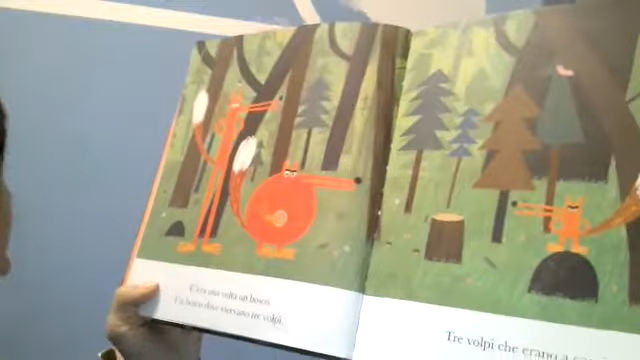 C'era una volta un bosco.
Un bosco dove vivevano tre volpi.
Tre volpi che erano a